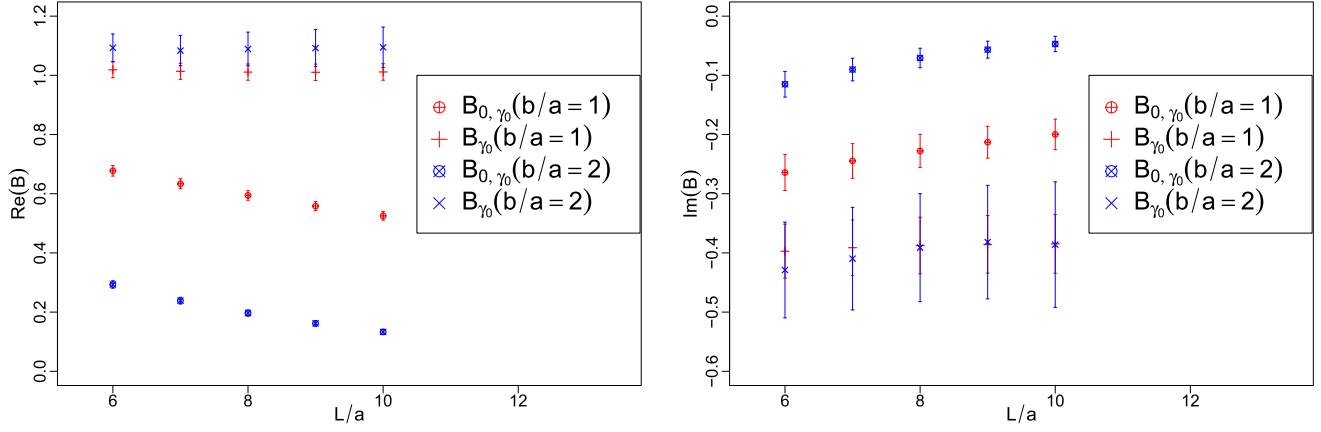 Re(B)
1.2
1.0
0.8
0.6
0.4
0.2
0.0
B0, γ0(b/a = 1)
Bγ0(b/a = 1)
B0, γ0(b/a = 2)
Bγ0(b/a = 2)
6
8
10
12
L/a
Im(B)
0.0
−0.1
−0.2
−0.3
−0.4
−0.5
−0.6
B0, γ0(b/a = 1)
Bγ0(b/a = 1)
B0, γ0(b/a = 2)
Bγ0(b/a = 2)
6
8
10
12
L/a